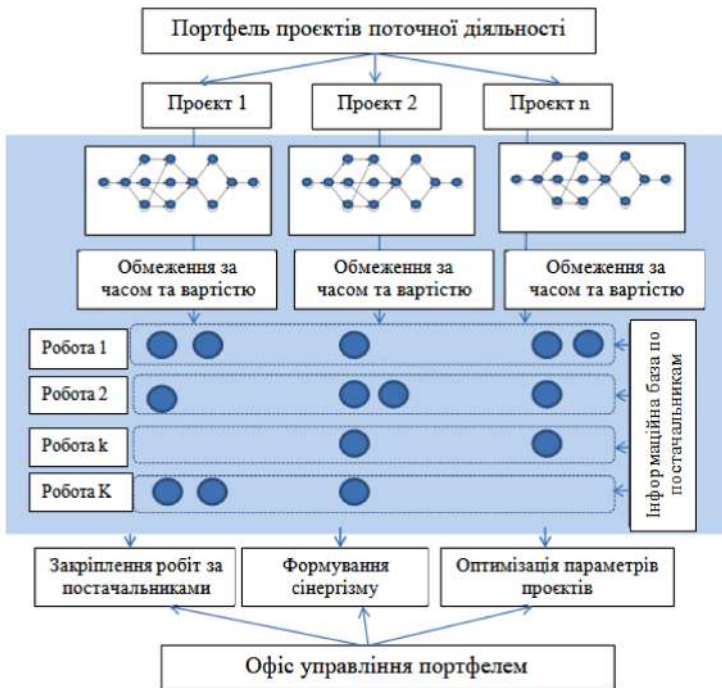 Портфель проєктів поточної діяльності
Проєкт 1
Проєкт 2
Проєкт n
Обмеження за
часом та вартістю
Обмеження за
часом та вартістю
Обмеження за
часом та вартістю
Робота 1
Робота 2
Робота k
Робота K
Інформаційна база по
постачальникам
Закріплення робіт за
постачальниками
Формування
сінергізму
Оптимізація параметрів
проєктів
Офіс управління портфелем